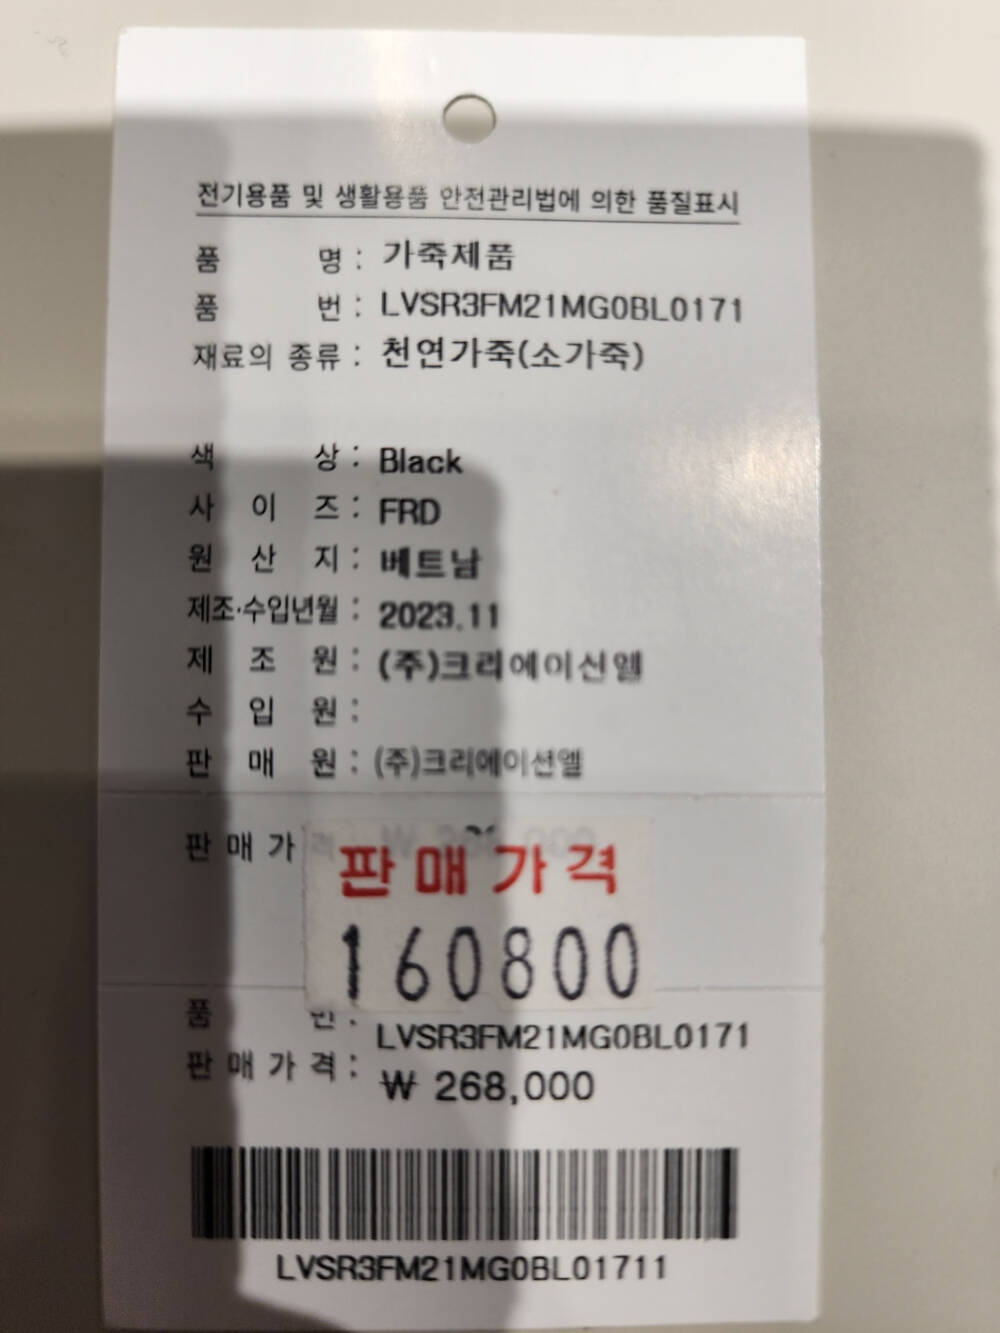 전기용품 및 생활용품 안전관리법에 의한 품질표시
품 명 : 가죽제품
품 번 : LVSR3FM21MG0BL0171
재료의 종류 : 천연가죽(소가죽)
색 상 : Black
사 이 즈 : FRD
원 산 지 : 베트남
제조·수입년월 : 2023.11
제 조 원 : (주)크리에이션엘
수 입 원 :
판 매 원 : (주)크리에이션엘
판 매 가
판매가격
160800
품 번 : LVSR3FM21MG0BL0171
판 매 가 격 : ₩ 268,000
LVSR3FM21MG0BL01711